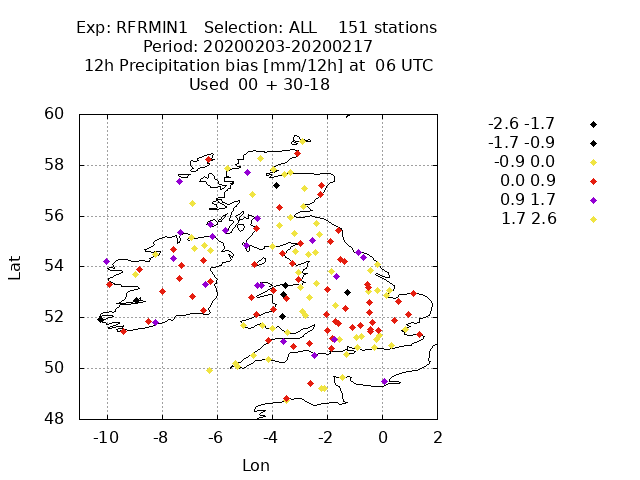 Exp: RFRMIN1 Selection: ALL 151 stations
Period: 20200203-20200217
12h Precipitation bias [mm/12h] at 06 UTC
Used 00 + 30-18
-2.6 -1.7
-1.7 -0.9
-0.9 0.0
0.0 0.9
0.9 1.7
1.7 2.6
60
58
56
54
52
50
48
Lat
-10 -8 -6 -4 -2 0 2
Lon